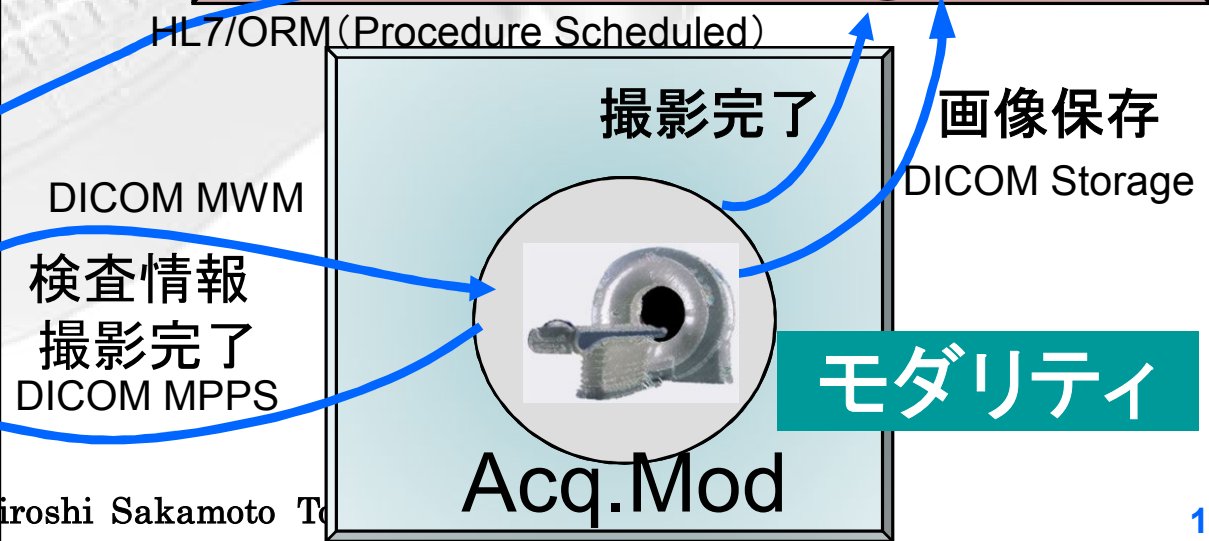 HL7/ORM（Procedure Scheduled）
撮影完了
画像保存
DICOM Storage
DICOM MWM
検査情報
撮影完了
DICOM MPPS
モダリティ
Acq.Mod
iroshi Sakamoto
1